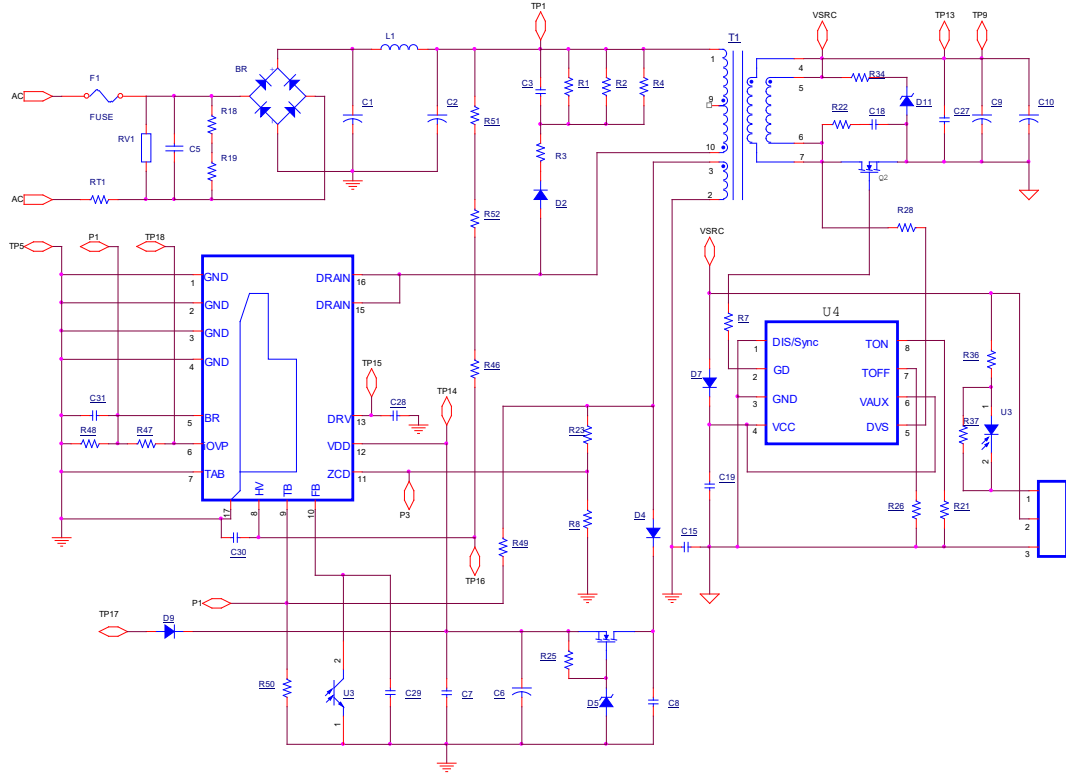 TP1
VSRC
TP13
TP9
F1
FUSE
AC
AC
RV1
RT1
C5
R18
R19
BR
+
-
L1
C1
C2
R51
R52
R46
C3
R1
R2
R4
R3
D2
T1
1
9
10
3
2
4
5
6
7
R34
D11
R22
C18
Q2
C27
C9
C10
R28
TP5
P1
TP18
GND
GND
GND
GND
BR
iOVP
TAB
HV
TB
FB
DRAIN
DRAIN
DRV
VDD
ZCD
1
2
3
4
5
6
7
17
8
9
10
16
15
13
12
11
C31
R48
R47
C30
TP15
C28
TP14
P3
TP16
R23
R8
R49
D4
VSRC
R7
D7
C19
C15
U4
DIS/Sync
GD
GND
VCC
TON
TOFF
VAUX
DVS
1
2
3
4
8
7
6
5
R26
R21
R36
R37
U3
1
2
1
2
3
P1
TP17
D9
R50
U3
2
1
C29
C7
C6
R25
D5
C8